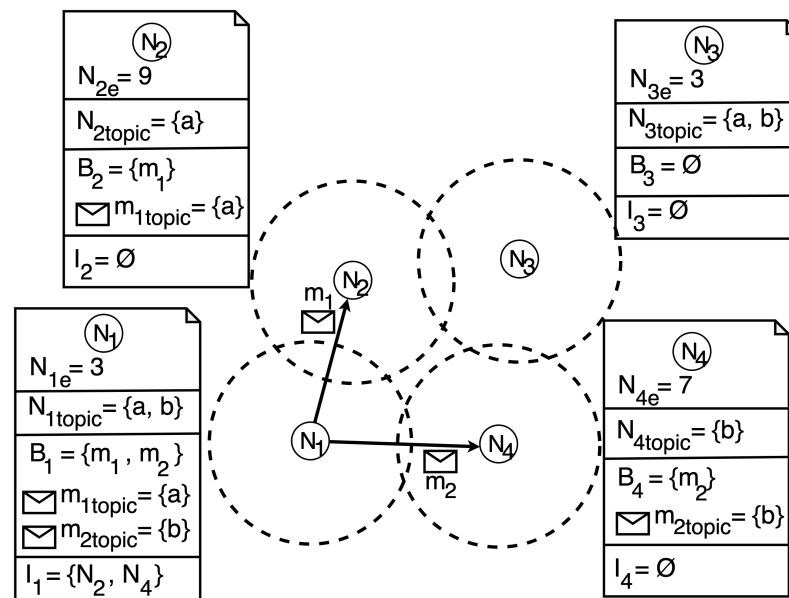 N₂
N₂ₑ = 9
N₂topic = {a}
B₂ = {m₁}
m₁topic = {a}
I₂ = Ø
N₃
N₃ₑ = 3
N₃topic = {a, b}
B₃ = Ø
I₃ = Ø
N₁
N₁ₑ = 3
N₁topic = {a, b}
B₁ = {m₁, m₂}
m₁topic = {a}
m₂topic = {b}
I₁ = {N₂, N₄}
N₂
m₁
N₃
N₁
N₄
m₂
N₄
N₄ₑ = 7
N₄topic = {b}
B₄ = {m₂}
m₂topic = {b}
I₄ = Ø